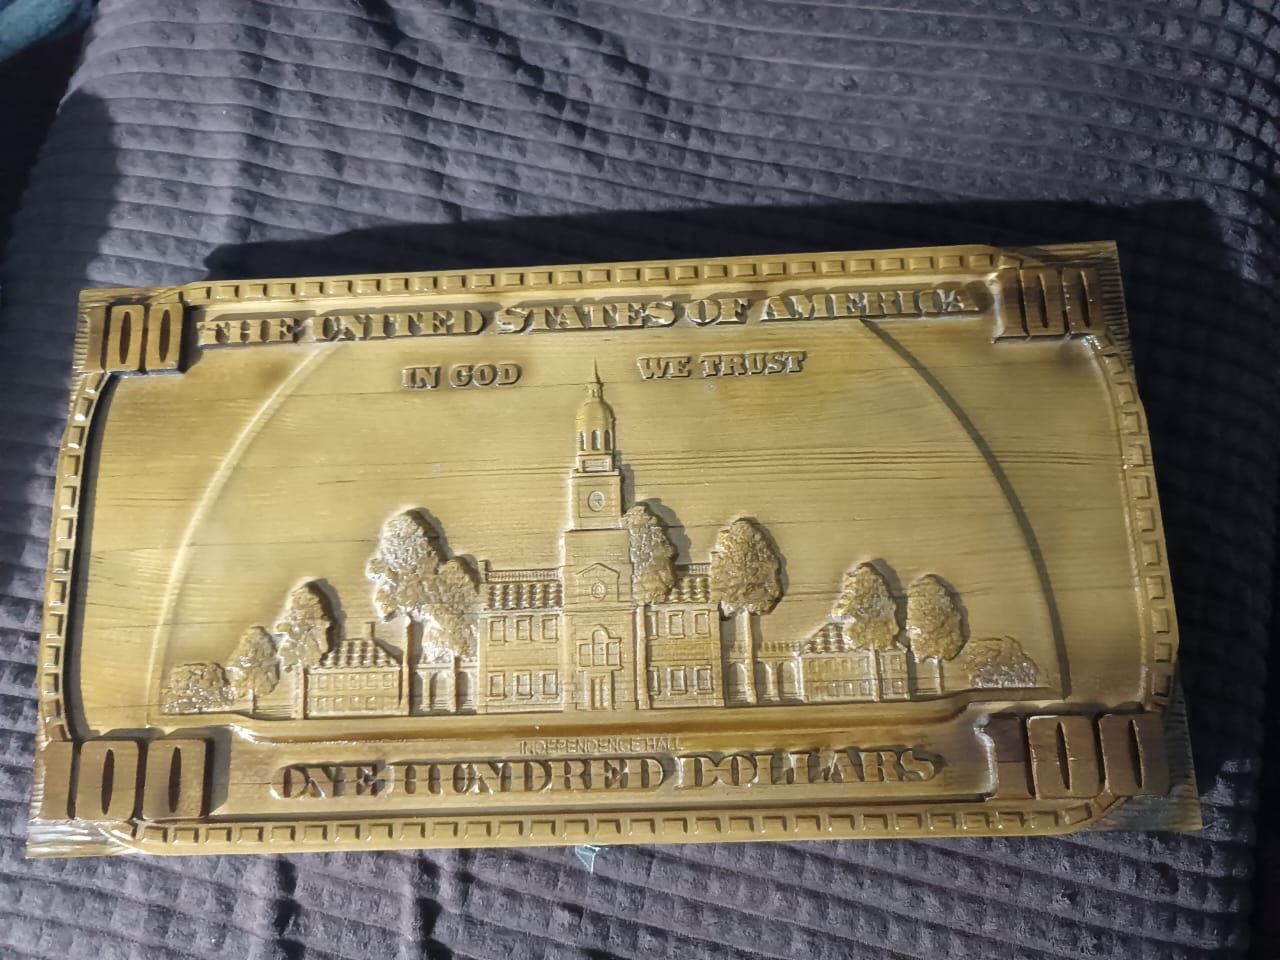 100 THE UNITED STATES OF AMERICA 100
IN GOD WE TRUST
INDEPENDENCE HALL
100 ONE HUNDRED DOLLARS 100